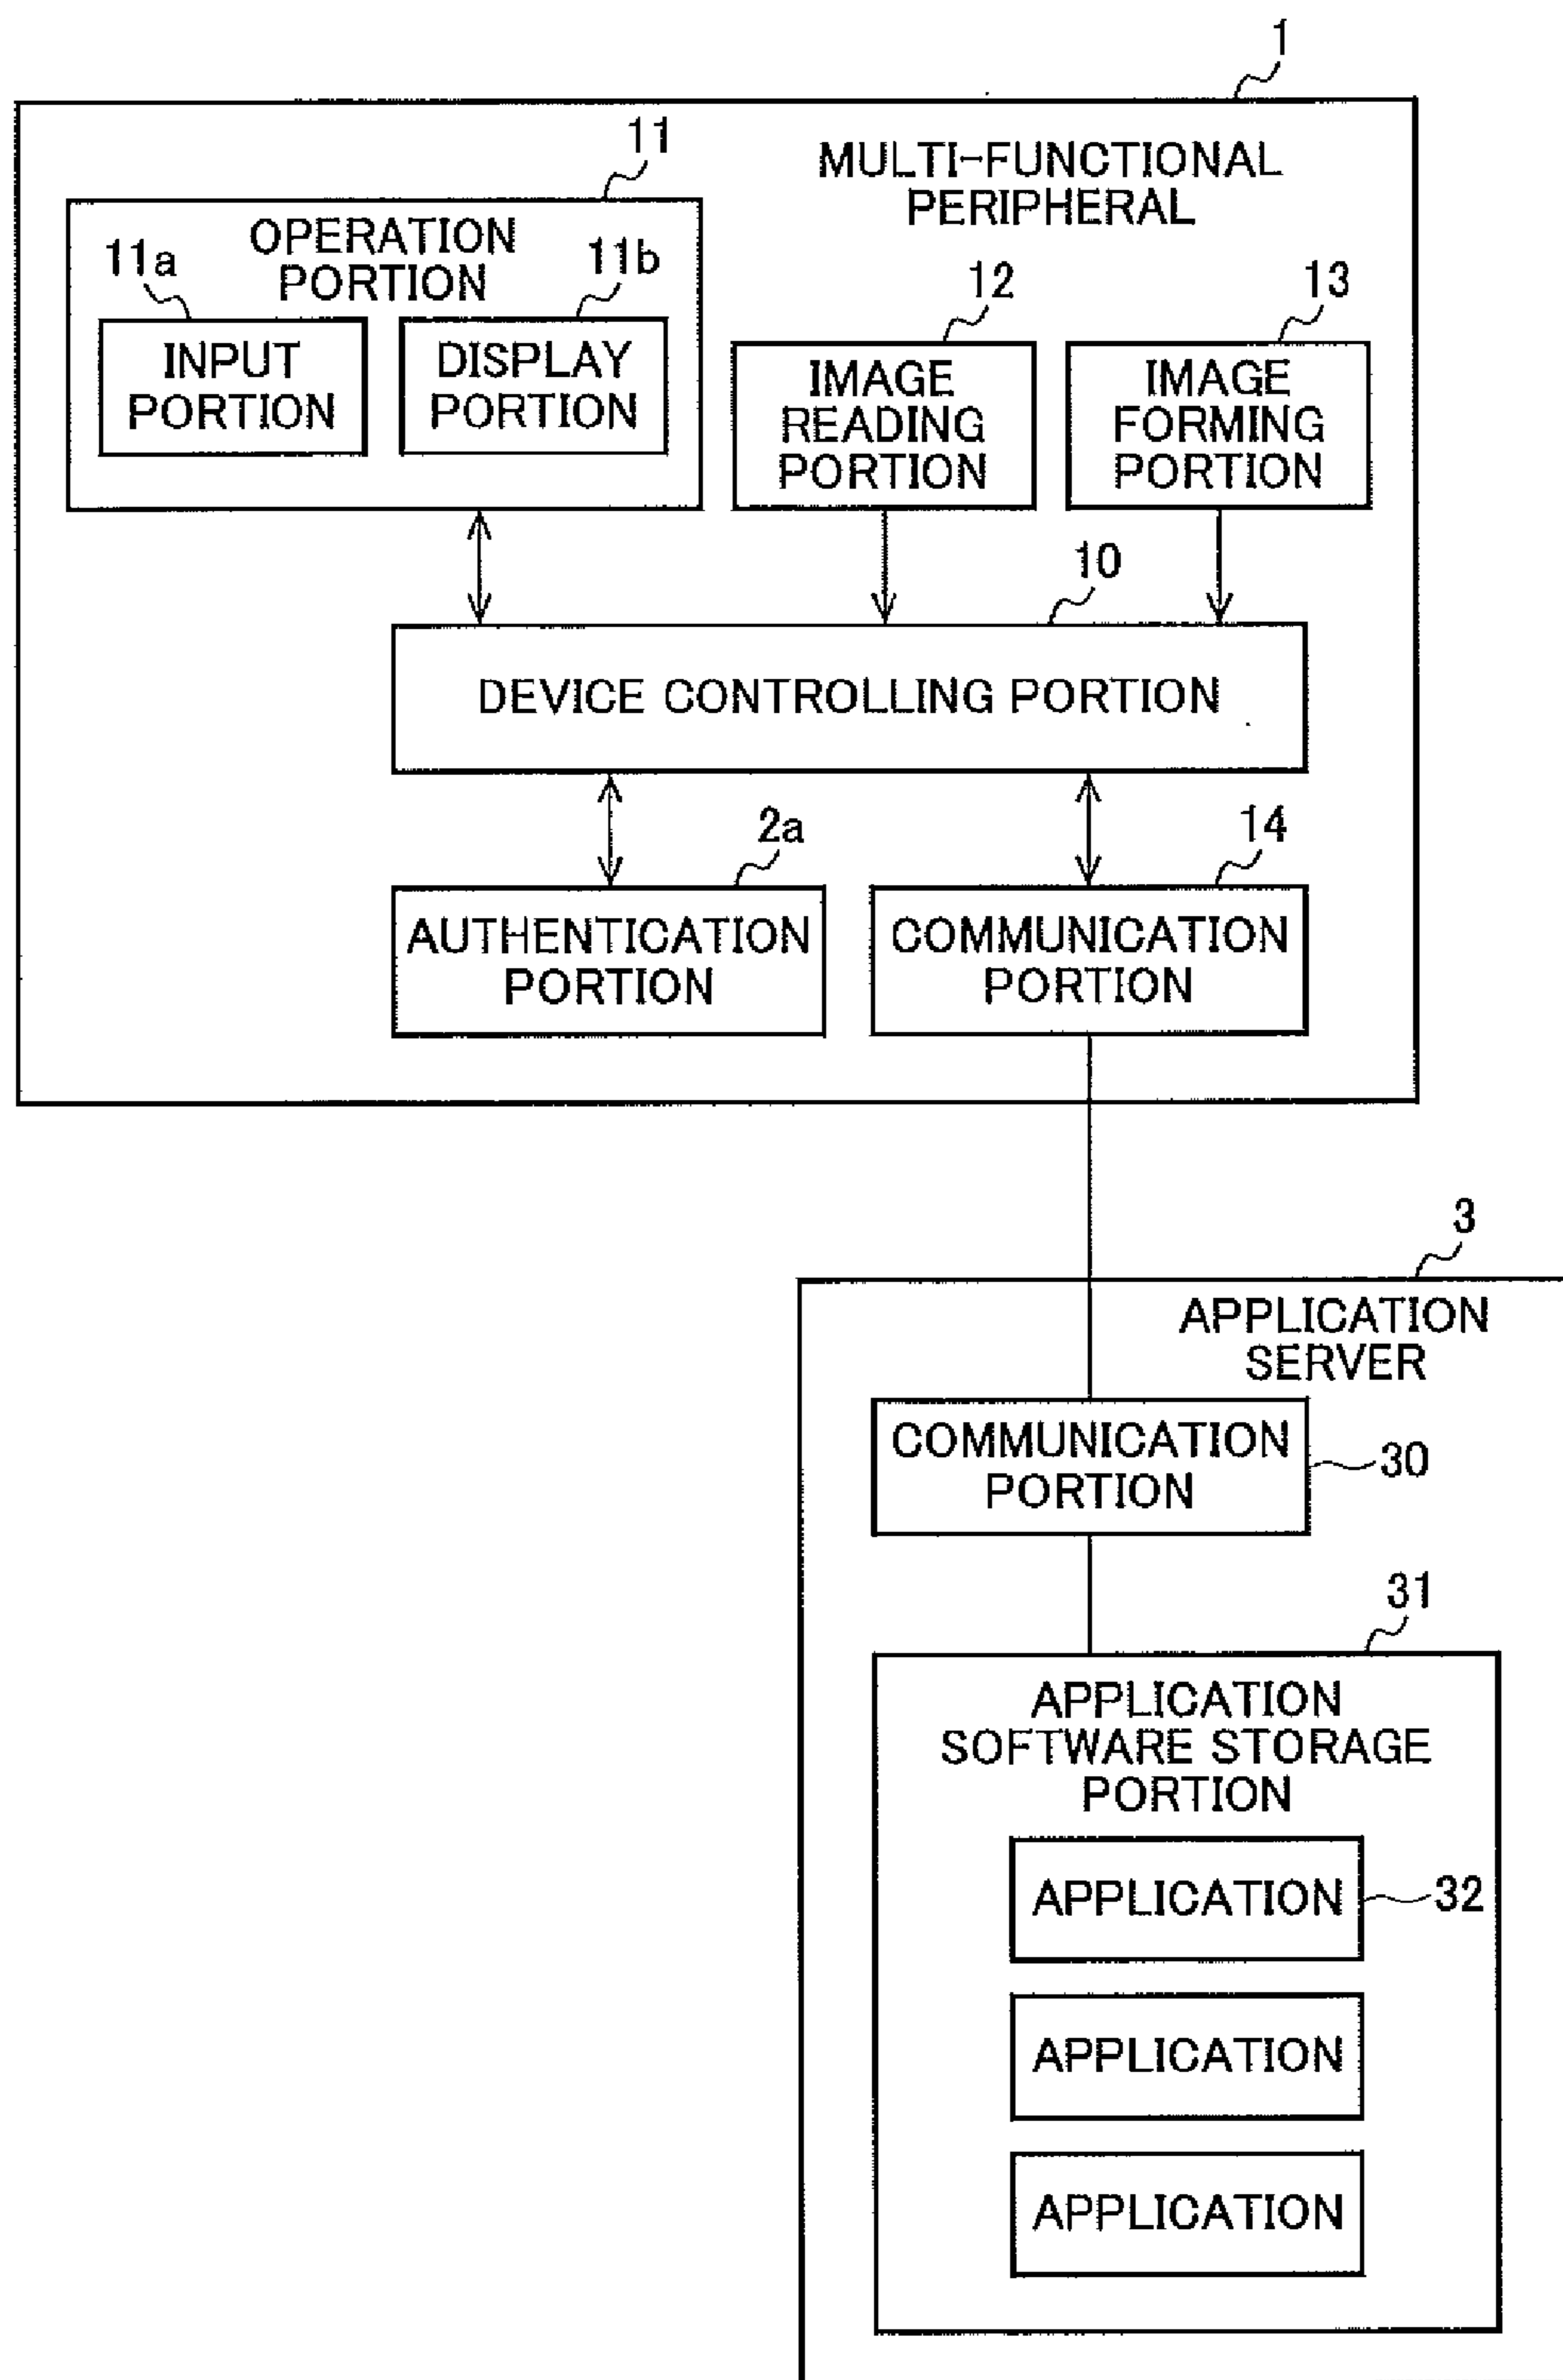 1
MULTI-FUNCTIONAL
PERIPHERAL
11
OPERATION
PORTION
11a
11b
INPUT
PORTION
DISPLAY
PORTION
12
IMAGE
READING
PORTION
13
IMAGE
FORMING
PORTION
10
DEVICE CONTROLLING PORTION
2a
AUTHENTICATION
PORTION
14
COMMUNICATION
PORTION
3
APPLICATION
SERVER
COMMUNICATION
PORTION
30
31
APPLICATION
SOFTWARE STORAGE
PORTION
APPLICATION
32
APPLICATION
APPLICATION